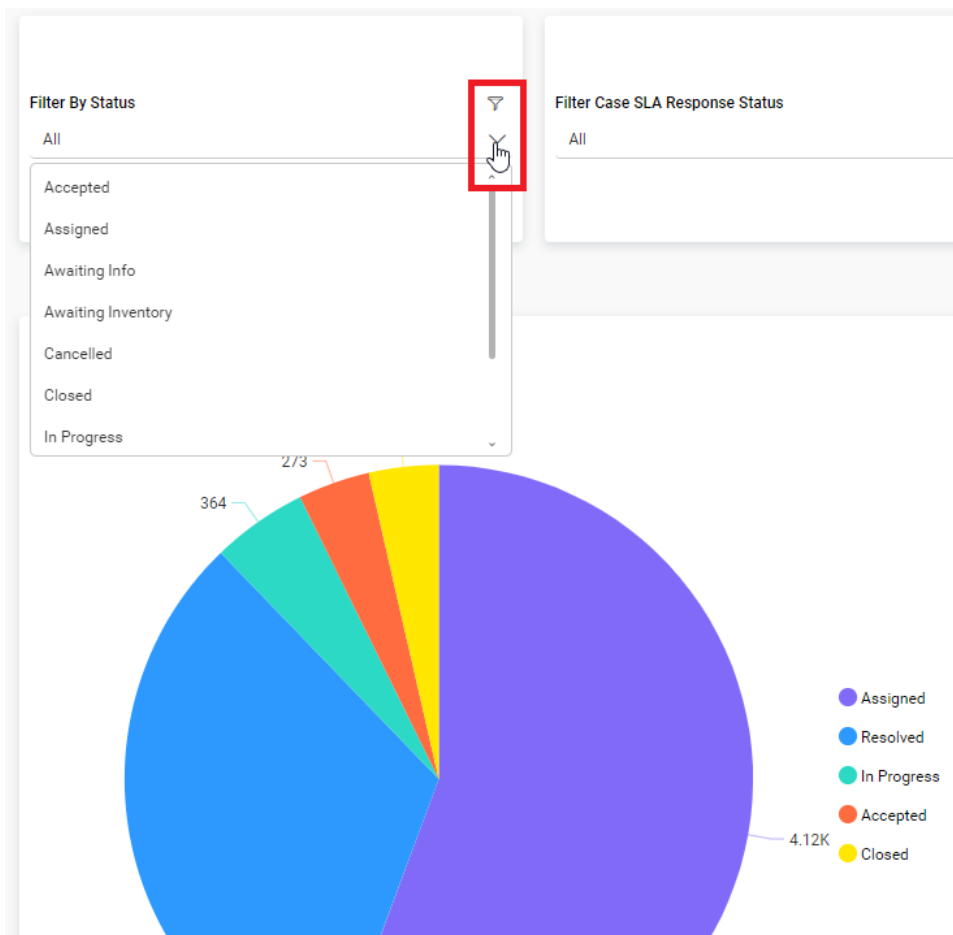 Filter By Status
All
Accepted
Assigned
Awaiting Info
Awaiting Inventory
Cancelled
Closed
In Progress
Filter Case SLA Response Status
All
273
364
4.12K
Assigned
Resolved
In Progress
Accepted
Closed